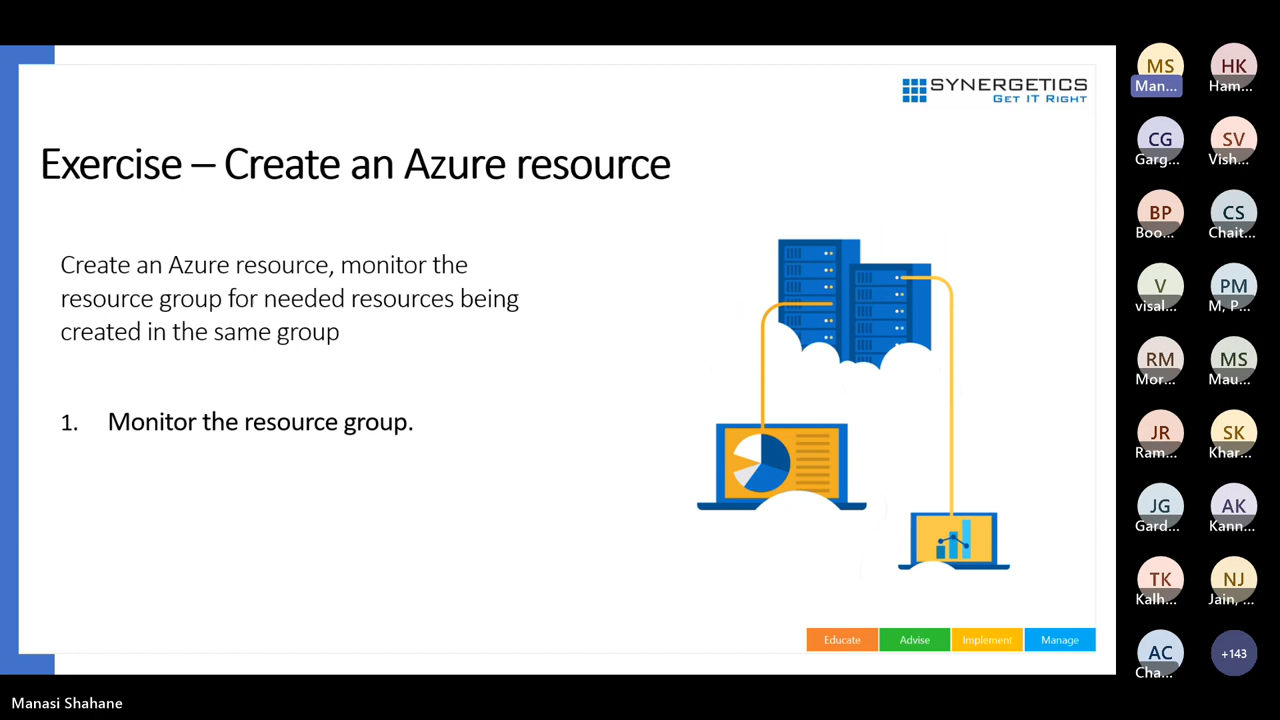 SYNERGETICS
GET IT RIGHT
Exercise – Create an Azure resource
Create an Azure resource, monitor the
resource group for needed resources being
created in the same group
1. Monitor the resource group.
Educate Advise Implement Manage
MS HK
Man... Ham...
CG SV
Garg... Vish...
BP CS
Boo... Chait...
V PM
visal... M, P...
RM MS
Mor... Mau...
JR SK
Ram... Khar...
JG AK
Gard... Kann...
TK NJ
Kalh... Jain, ...
AC +143
Cha...
Manasi Shahane